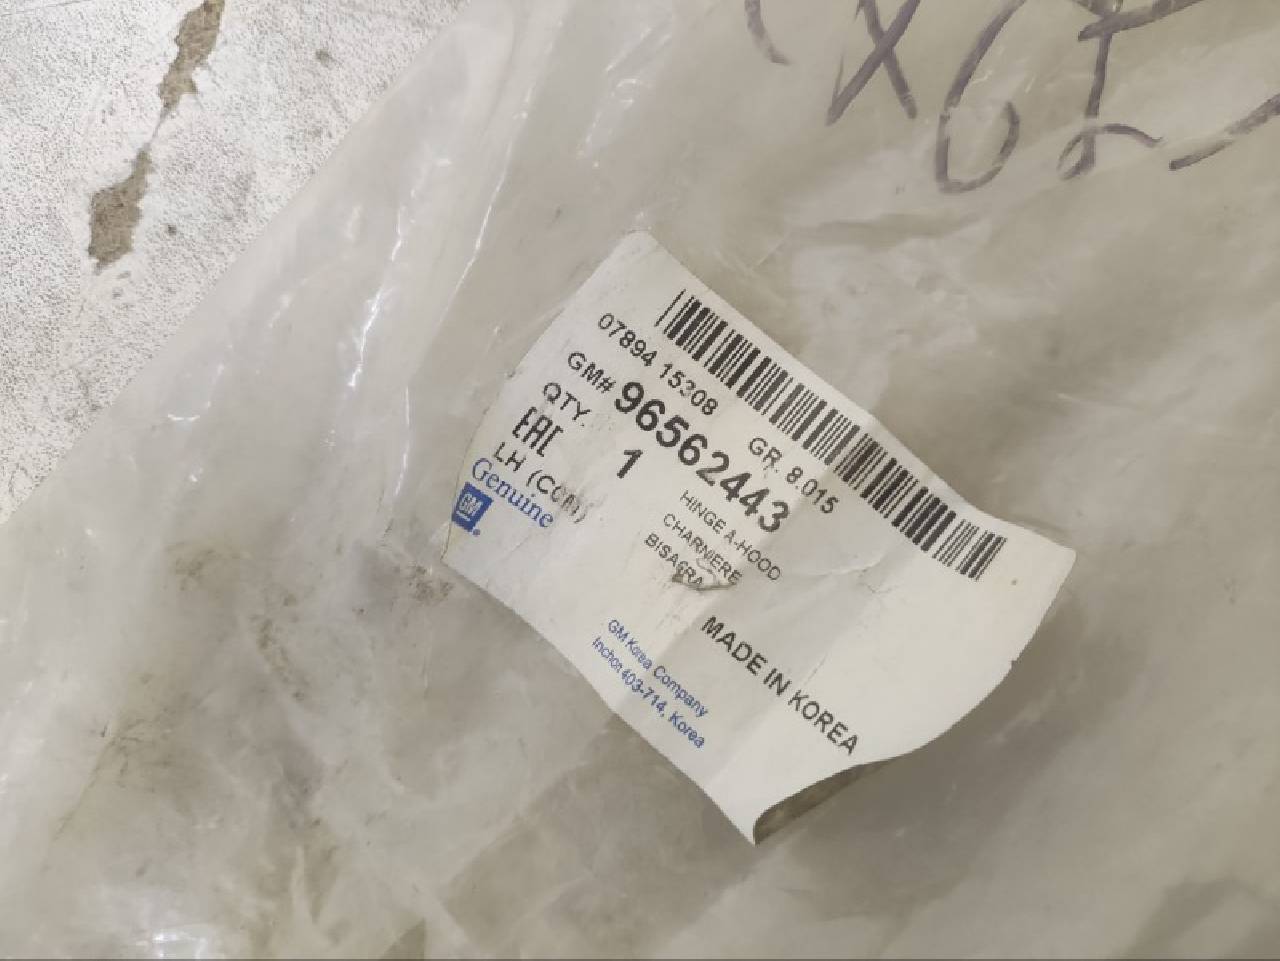 07894 15308
GR. 8.015
GM# 96562443
QTY. 1
EAC
LH (COM)
Genuine
GM
HINGE A-HOOD
CHARNIERE
BISAGRA
MADE IN KOREA
GM Korea Company
Inchon 403-714, Korea